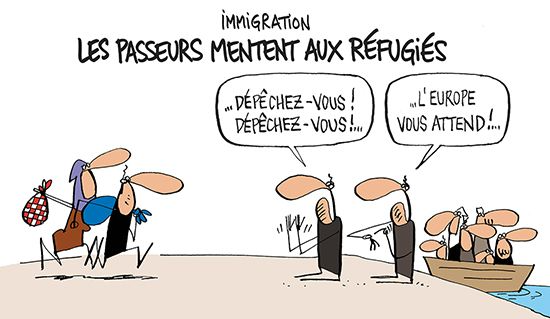 IMMIGRATION
LES PASSEURS MENTENT AUX RÉFUGIÉS
...DÉPÊCHEZ-VOUS!
DÉPÊCHEZ-VOUS!...
...L'EUROPE
VOUS ATTEND!...